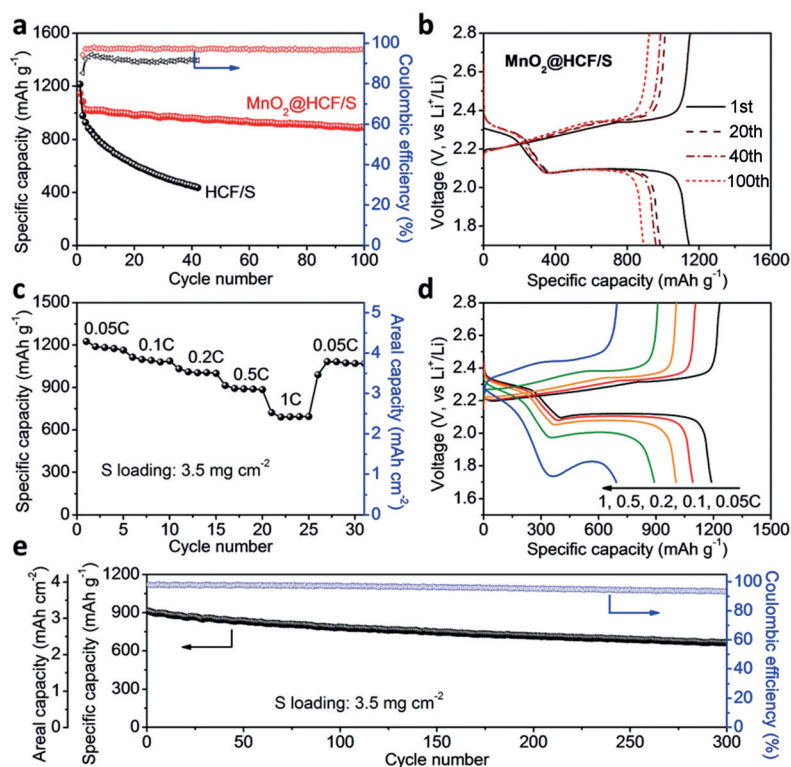 a
Specific capacity (mAh g⁻¹)
1600
1200
800
400
0
MnO₂@HCF/S
HCF/S
100
80
60
40
30
0
Coulombic efficiency (%)
0 20 40 60 80 100
Cycle number
b
Voltage (V, vs Li⁺/Li)
2.8
2.6
2.4
2.2
2.0
1.8
MnO₂@HCF/S
1st
20th
40th
100th
0 400 800 1200 1600
Specific capacity (mAh g⁻¹)
c
Specific capacity (mAh g⁻¹)
1500
1200
900
600
300
0
0.05C
0.1C
0.2C
0.5C
1C
0.05C
S loading: 3.5 mg cm⁻²
5
4
3
2
1
0
Areal capacity (mAh cm⁻²)
0 5 10 15 20 25 30
Cycle number
d
Voltage (V, vs Li⁺/Li)
2.8
2.6
2.4
2.2
2.0
1.8
1.6
1, 0.5, 0.2, 0.1, 0.05C
0 300 600 900 1200 1500
Specific capacity (mAh g⁻¹)
e
Areal capacity (mAh cm⁻²)
4
3
2
1
0
Specific capacity (mAh g⁻¹)
1200
900
600
300
0
S loading: 3.5 mg cm⁻²
100
80
60
40
20
0
Coulombic efficiency (%)
0 50 100 150 200 250 300
Cycle number